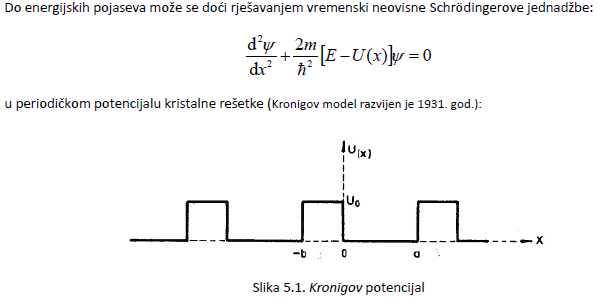 Do energijskih pojaseva može se doći rješavanjem vremenski neovisne Schrödingerove jednadžbe:
d²ψ/dx² + 2m/ħ² [E − U(x)]ψ = 0
u periodičkom potencijalu kristalne rešetke (Kronigov model razvijen je 1931. god.):
U(x)
U₀
-b 0 a x
Slika 5.1. Kronigov potencijal